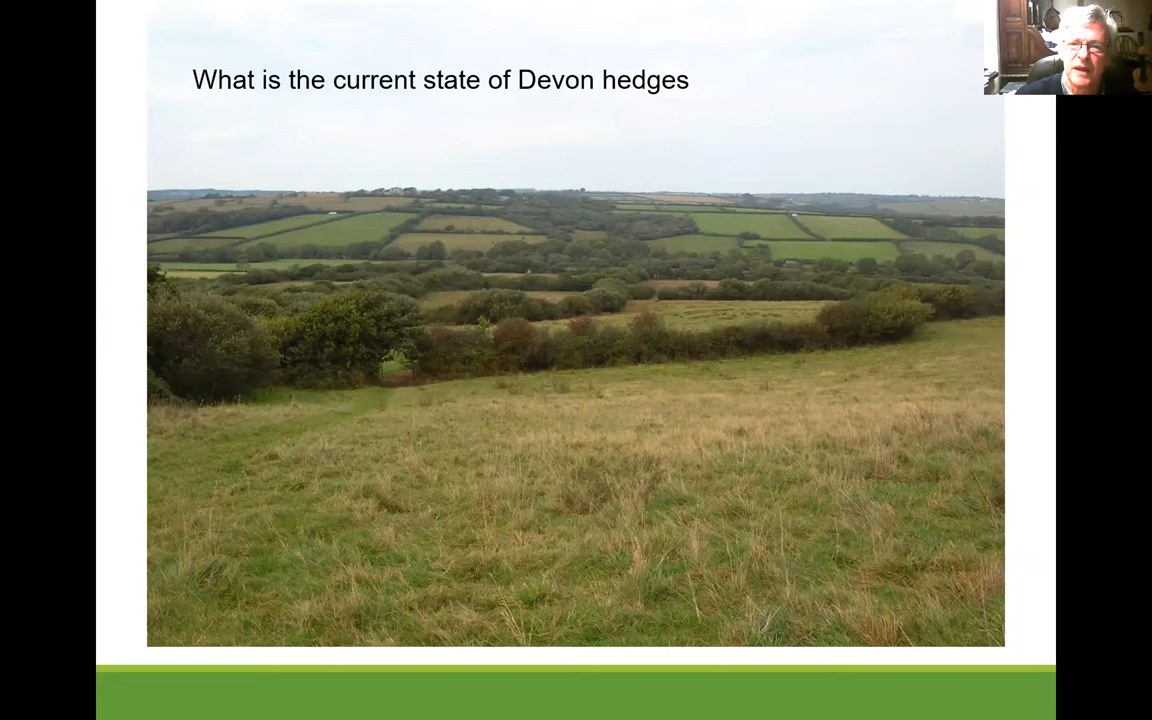 What is the current state of Devon hedges